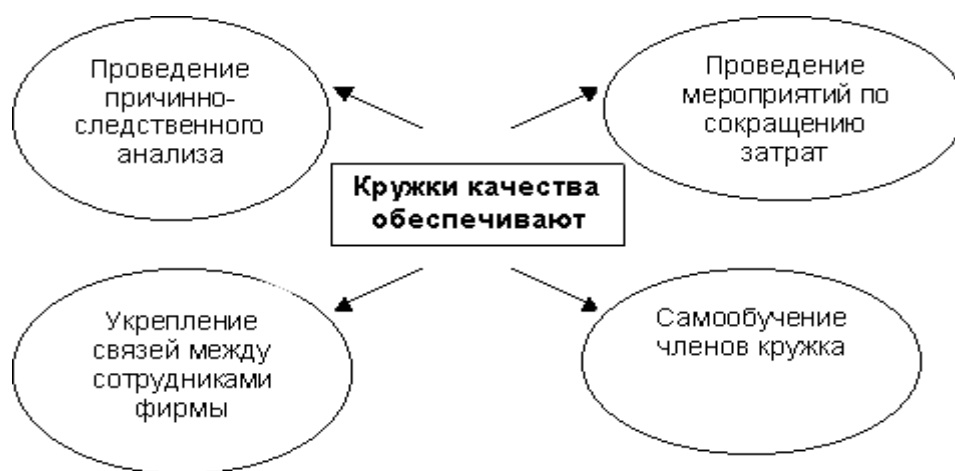 Проведение
причинно-
следственного
анализа
Проведение
мероприятий по
сокращению
затрат
Кружки качества
обеспечивают
Укрепление
связей между
сотрудниками
фирмы
Самообучение
членов кружка